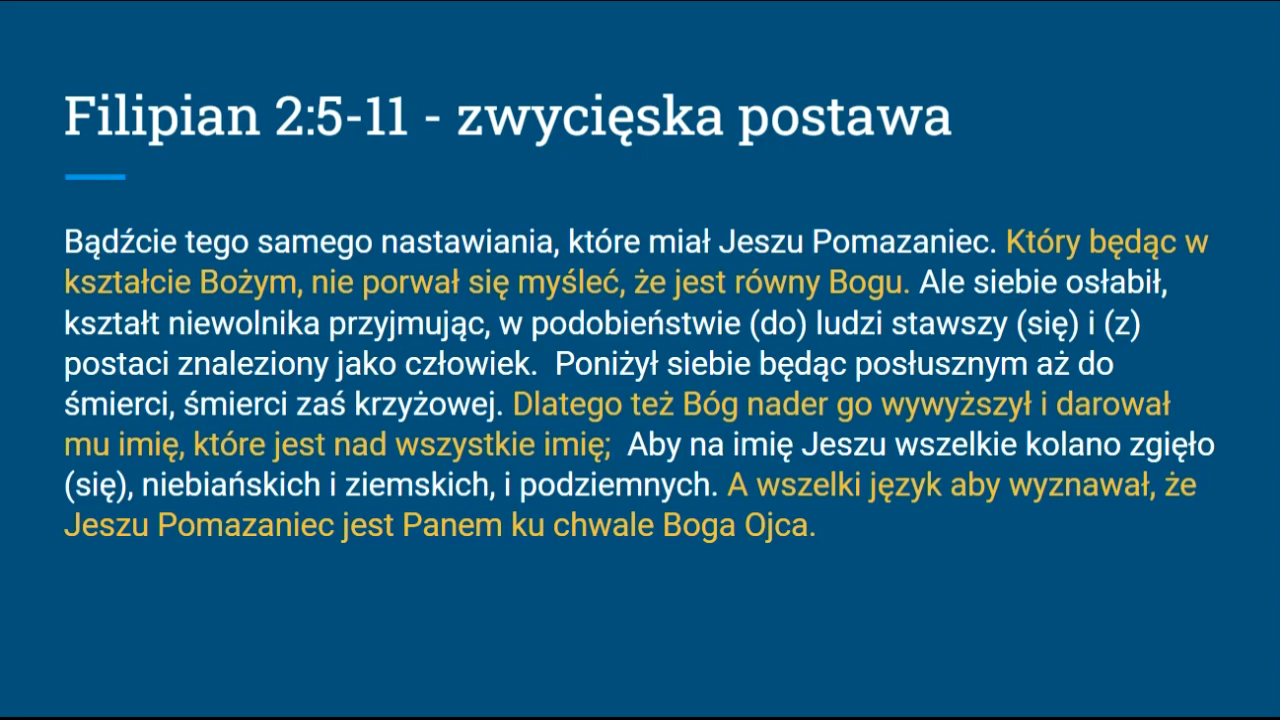 Filipian 2:5-11 - zwycięska postawa
Bądźcie tego samego nastawiania, które miał Jeszu Pomazaniec. Który będąc w
kształcie Bożym, nie porwał się myśleć, że jest równy Bogu. Ale siebie osłabił,
kształt niewolnika przyjmując, w podobieństwie (do) ludzi stawszy (się) i (z)
postaci znaleziony jako człowiek.  Poniżył siebie będąc posłusznym aż do
śmierci, śmierci zaś krzyżowej. Dlatego też Bóg nader go wywyższył i darował
mu imię, które jest nad wszystkie imię;  Aby na imię Jeszu wszelkie kolano zgięło
(się), niebiańskich i ziemskich, i podziemnych. A wszelki język aby wyznawał, że
Jeszu Pomazaniec jest Panem ku chwale Boga Ojca.